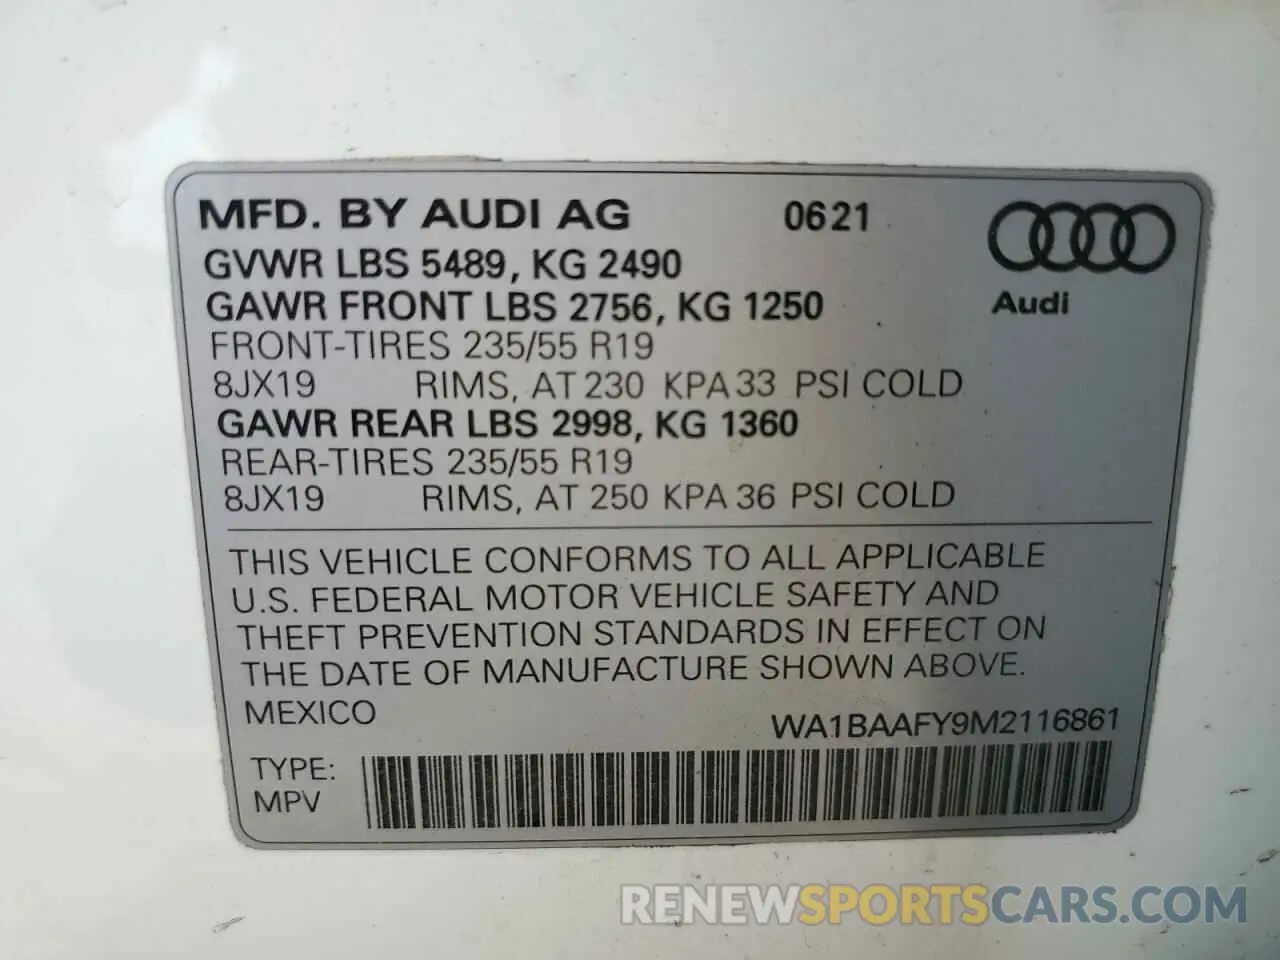 MFD. BY AUDI AG 0621
GVWR LBS 5489, KG 2490
GAWR FRONT LBS 2756, KG 1250
Audi
FRONT-TIRES 235/55 R19
8JX19 RIMS, AT 230 KPA 33 PSI COLD
GAWR REAR LBS 2998, KG 1360
REAR-TIRES 235/55 R19
8JX19 RIMS, AT 250 KPA 36 PSI COLD
THIS VEHICLE CONFORMS TO ALL APPLICABLE
U.S. FEDERAL MOTOR VEHICLE SAFETY AND
THEFT PREVENTION STANDARDS IN EFFECT ON
THE DATE OF MANUFACTURE SHOWN ABOVE.
MEXICO
WA1BAAFY9M2116861
TYPE:
MPV
RENEWSPORTSCARS.COM